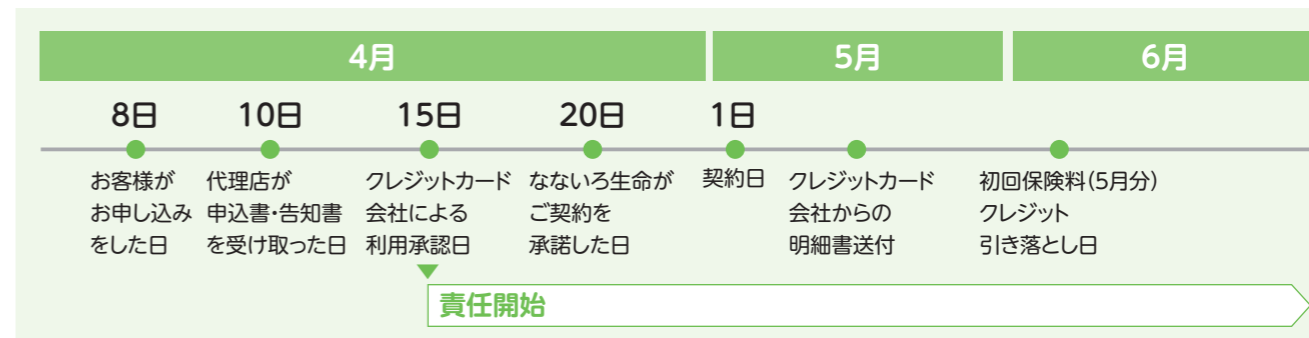 4月
5月
6月
8日
10日
15日
20日
1日
お客様が
お申し込み
をした日
代理店が
申込書・告知書
を受け取った日
クレジットカード
会社による
利用承認日
なないろ生命が
ご契約を
承諾した日
契約日
クレジットカード
会社からの
明細書送付
初回保険料(5月分)
クレジット
引き落とし日
責任開始